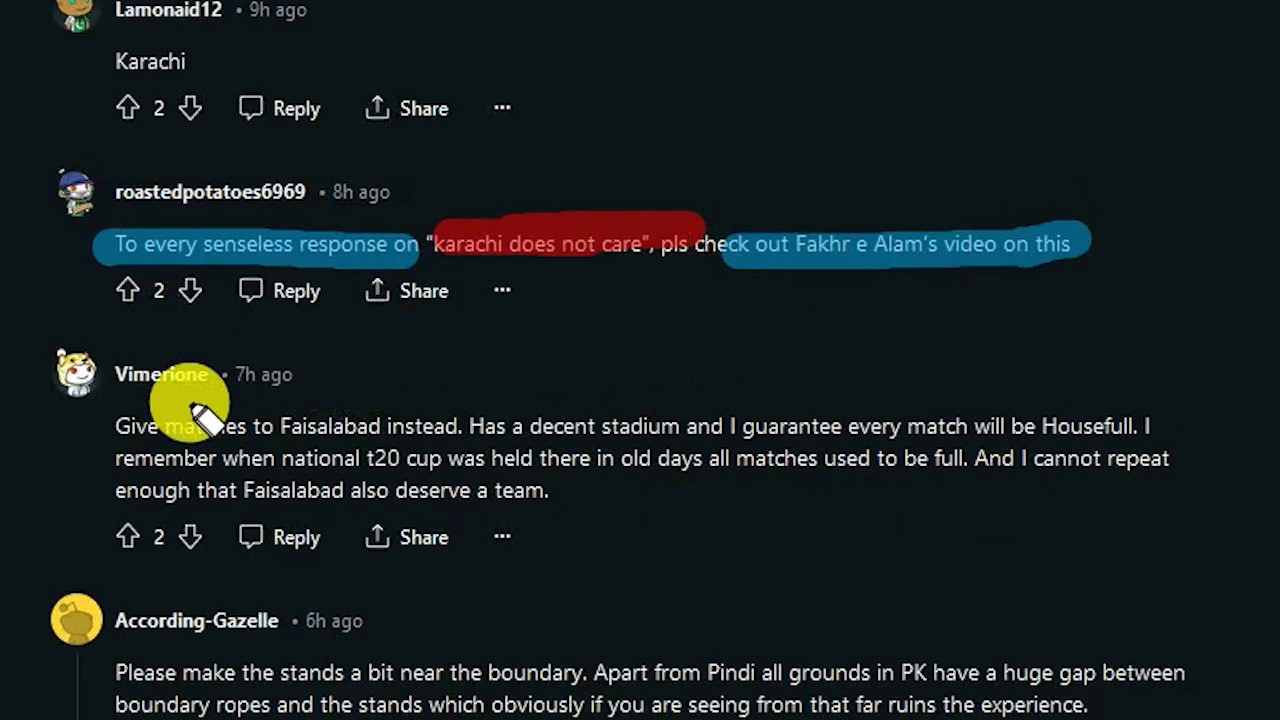 Lamonaid12 • 9h ago
Karachi
2 Reply Share ...
roastedpotatoes6969 • 8h ago
To every senseless response on "karachi does not care", pls check out Fakhr e Alam's video on this
2 Reply Share ...
Vimerione • 7h ago
Give matches to Faisalabad instead. Has a decent stadium and I guarantee every match will be Housefull. I
remember when national t20 cup was held there in old days all matches used to be full. And I cannot repeat
enough that Faisalabad also deserve a team.
2 Reply Share ...
According-Gazelle • 6h ago
Please make the stands a bit near the boundary. Apart from Pindi all grounds in PK have a huge gap between
boundary ropes and the stands which obviously if you are seeing from that far ruins the experience.